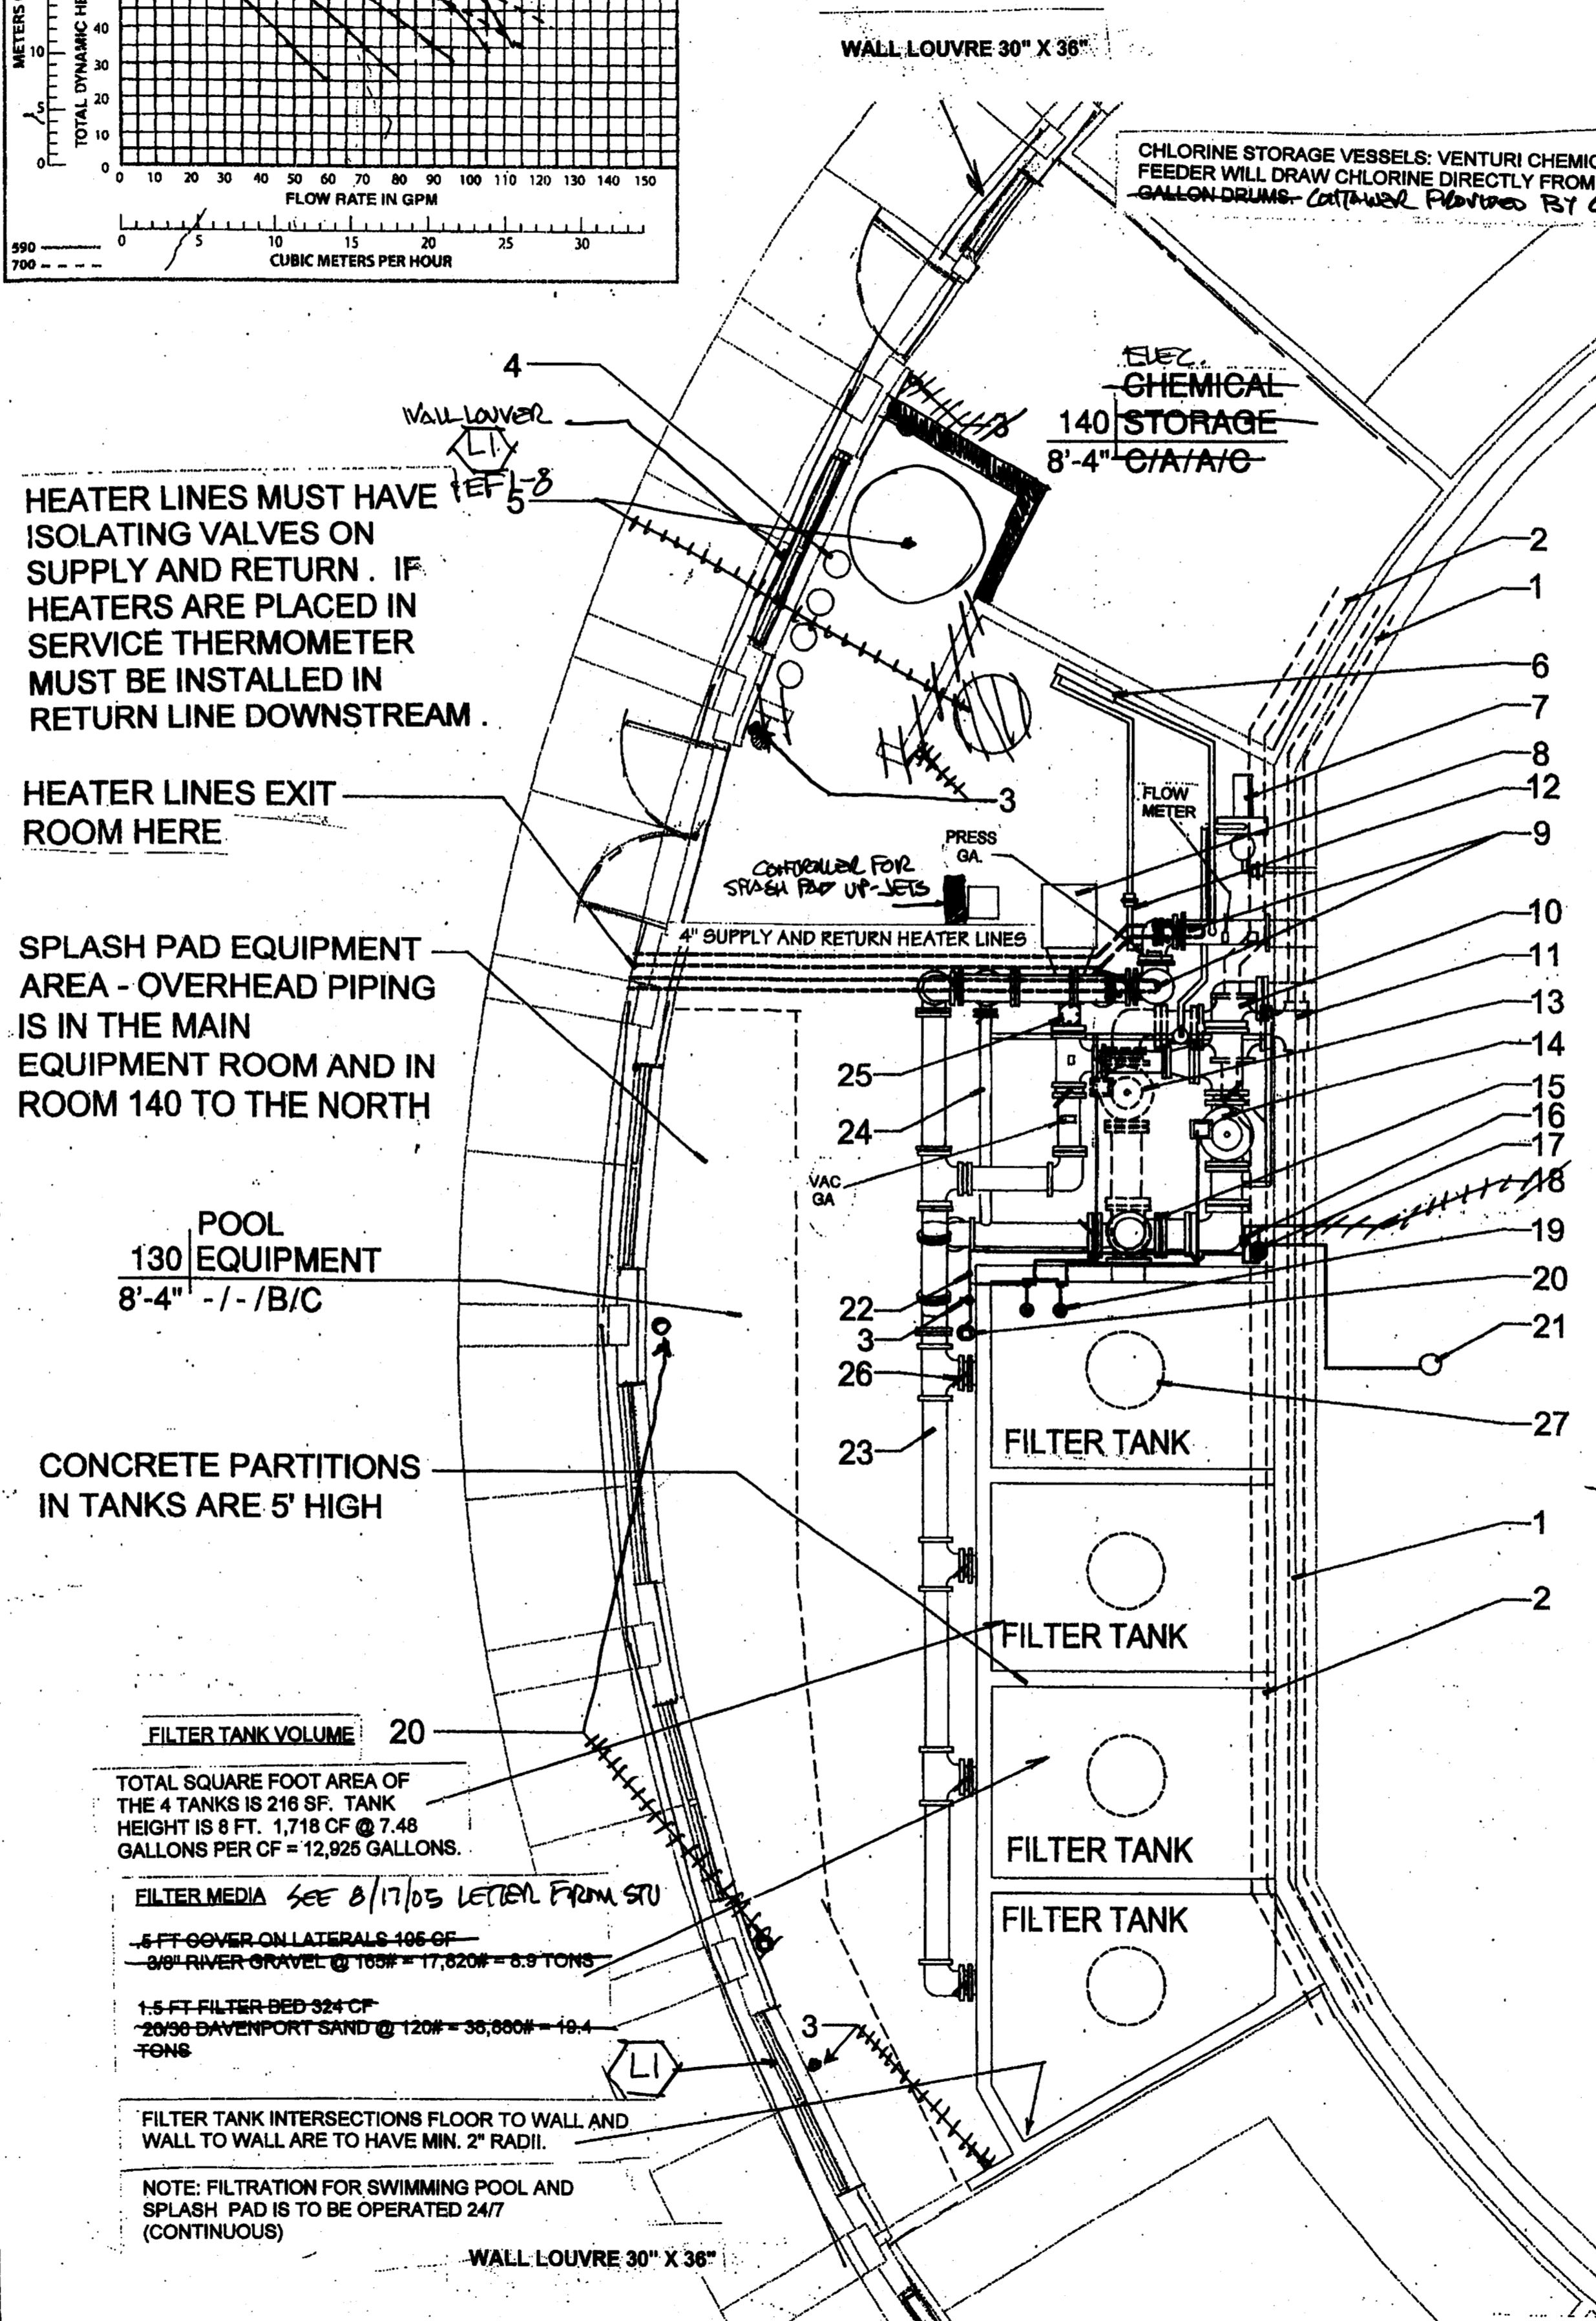 METERS
TOTAL DYNAMIC HE
10
5
0
40
30
20
10
0
0 10 20 30 40 50 60 70 80 90 100 110 120 130 140 150
FLOW RATE IN GPM
0 5 10 15 20 25 30
CUBIC METERS PER HOUR
590
700
WALL LOUVRE 30" X 36"
CHLORINE STORAGE VESSELS: VENTURI CHEMIC
FEEDER WILL DRAW CHLORINE DIRECTLY FROM
GALLON DRUMS. CONTAINER PROVIDED BY
4
WALL LOUVER
L1
5
3
ELEC.
CHEMICAL
140 STORAGE
8'-4" C/A/A/C
HEATER LINES MUST HAVE
ISOLATING VALVES ON
SUPPLY AND RETURN . IF
HEATERS ARE PLACED IN
SERVICE THERMOMETER
MUST BE INSTALLED IN
RETURN LINE DOWNSTREAM .
2
1
6
7
8
12
9
10
11
13
14
15
16
17
18
19
20
21
27
1
2
HEATER LINES EXIT
ROOM HERE
3
FLOW
METER
PRESS
GA.
CONTROLLER FOR
SPLASH PAD UP-JETS
4" SUPPLY AND RETURN HEATER LINES
SPLASH PAD EQUIPMENT
AREA - OVERHEAD PIPING
IS IN THE MAIN
EQUIPMENT ROOM AND IN
ROOM 140 TO THE NORTH
25
24
VAC
GA
POOL
130 EQUIPMENT
8'-4" -/-/B/C
22
3
26
23
FILTER TANK
FILTER TANK
FILTER TANK
FILTER TANK
CONCRETE PARTITIONS
IN TANKS ARE 5' HIGH
FILTER TANK VOLUME
20
TOTAL SQUARE FOOT AREA OF
THE 4 TANKS IS 216 SF. TANK
HEIGHT IS 8 FT. 1,718 CF @ 7.48
GALLONS PER CF = 12,925 GALLONS.
FILTER MEDIA SEE 8/17/05 LETTER FROM STU
.5 FT COVER ON LATERALS 105 CF
3/8" RIVER GRAVEL @ 165# = 17,820# = 8.9 TONS
1.5 FT FILTER BED 324 CF
20/30 DAVENPORT SAND @ 120# = 38,880# = 19.4
TONS
3
L1
FILTER TANK INTERSECTIONS FLOOR TO WALL AND
WALL TO WALL ARE TO HAVE MIN. 2" RADII.
NOTE: FILTRATION FOR SWIMMING POOL AND
SPLASH PAD IS TO BE OPERATED 24/7
(CONTINUOUS)
WALL LOUVRE 30" X 36"